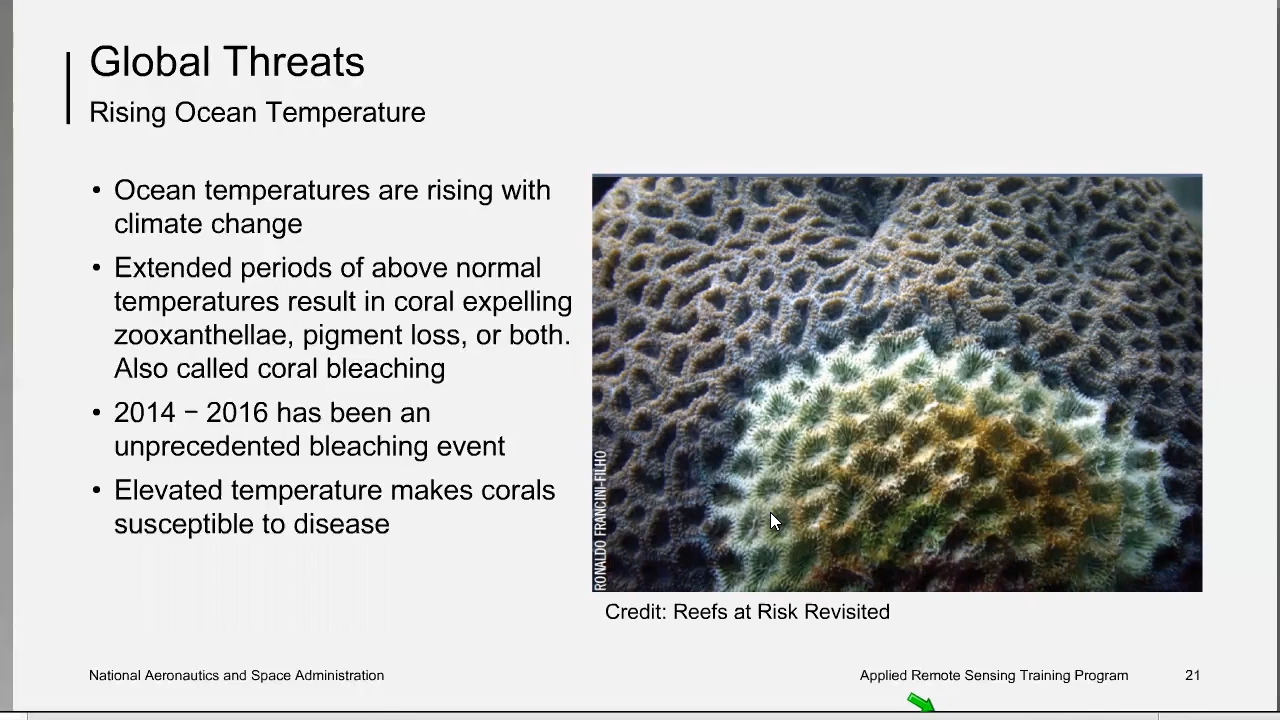 Global Threats
Rising Ocean Temperature
• Ocean temperatures are rising with
climate change
• Extended periods of above normal
temperatures result in coral expelling
zooxanthellae, pigment loss, or both.
Also called coral bleaching
• 2014 − 2016 has been an
unprecedented bleaching event
• Elevated temperature makes corals
susceptible to disease
RONALDO FRANCINI-FILHO
Credit: Reefs at Risk Revisited
National Aeronautics and Space Administration
Applied Remote Sensing Training Program
21